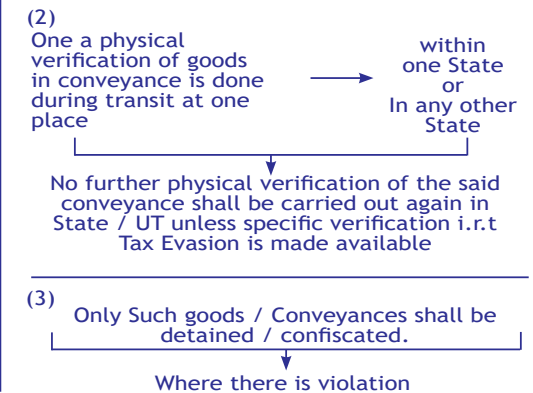 (2)
One a physical
verification of goods
in conveyance is done
during transit at one
place
within
one State
or
In any other
State
No further physical verification of the said
conveyance shall be carried out again in
State / UT unless specific verification i.r.t
Tax Evasion is made available
(3)
Only Such goods / Conveyances shall be
detained / confiscated.
Where there is violation